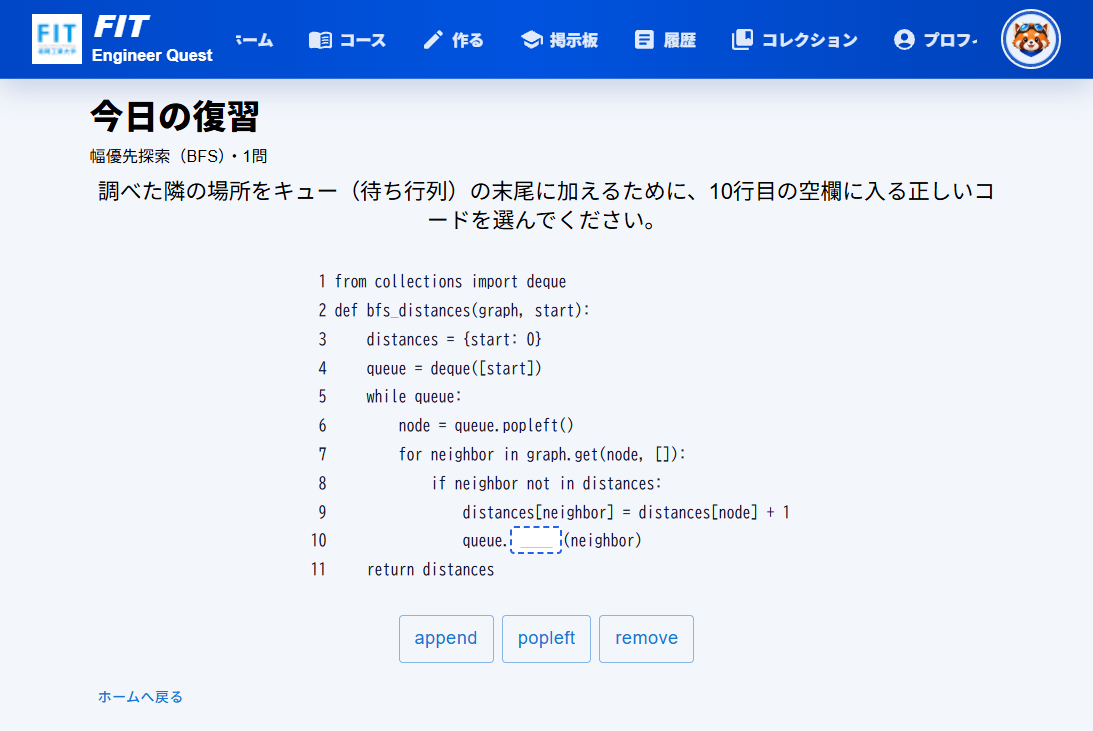 FIT
FIT
Engineer Quest
ーム
コース
作る
掲示板
履歴
コレクション
プロフ
今日の復習
幅優先探索（BFS）・1問
調べた隣の場所をキュー（待ち行列）の末尾に加えるために、10行目の空欄に入る正しいコ
ードを選んでください。
1 from collections import deque
2 def bfs_distances(graph, start):
3     distances = {start: 0}
4     queue = deque([start])
5     while queue:
6         node = queue.popleft()
7         for neighbor in graph.get(node, []):
8             if neighbor not in distances:
9                 distances[neighbor] = distances[node] + 1
10                 queue.____(neighbor)
11     return distances
append
popleft
remove
ホームへ戻る